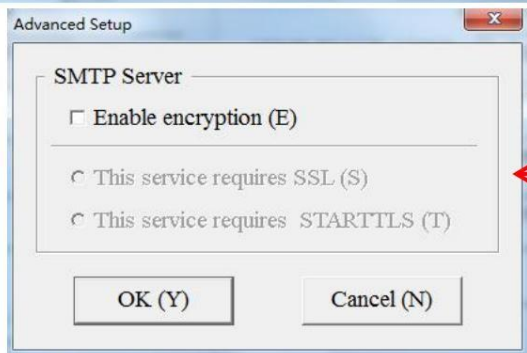 Advanced Setup
SMTP Server
Enable encryption (E)
This service requires SSL (S)
This service requires STARTTLS (T)
OK (Y)
Cancel (N)